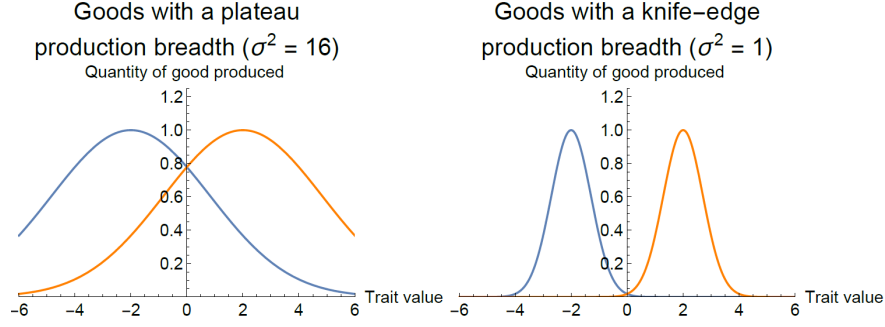 Goods with a plateau
production breadth (σ² = 16)
Quantity of good produced
1.2
1.0
0.8
0.6
0.4
0.2
−6 −4 −2 0 2 4 6
Trait value
Goods with a knife−edge
production breadth (σ² = 1)
Quantity of good produced
1.2
1.0
0.8
0.6
0.4
0.2
−6 −4 −2 0 2 4 6
Trait value